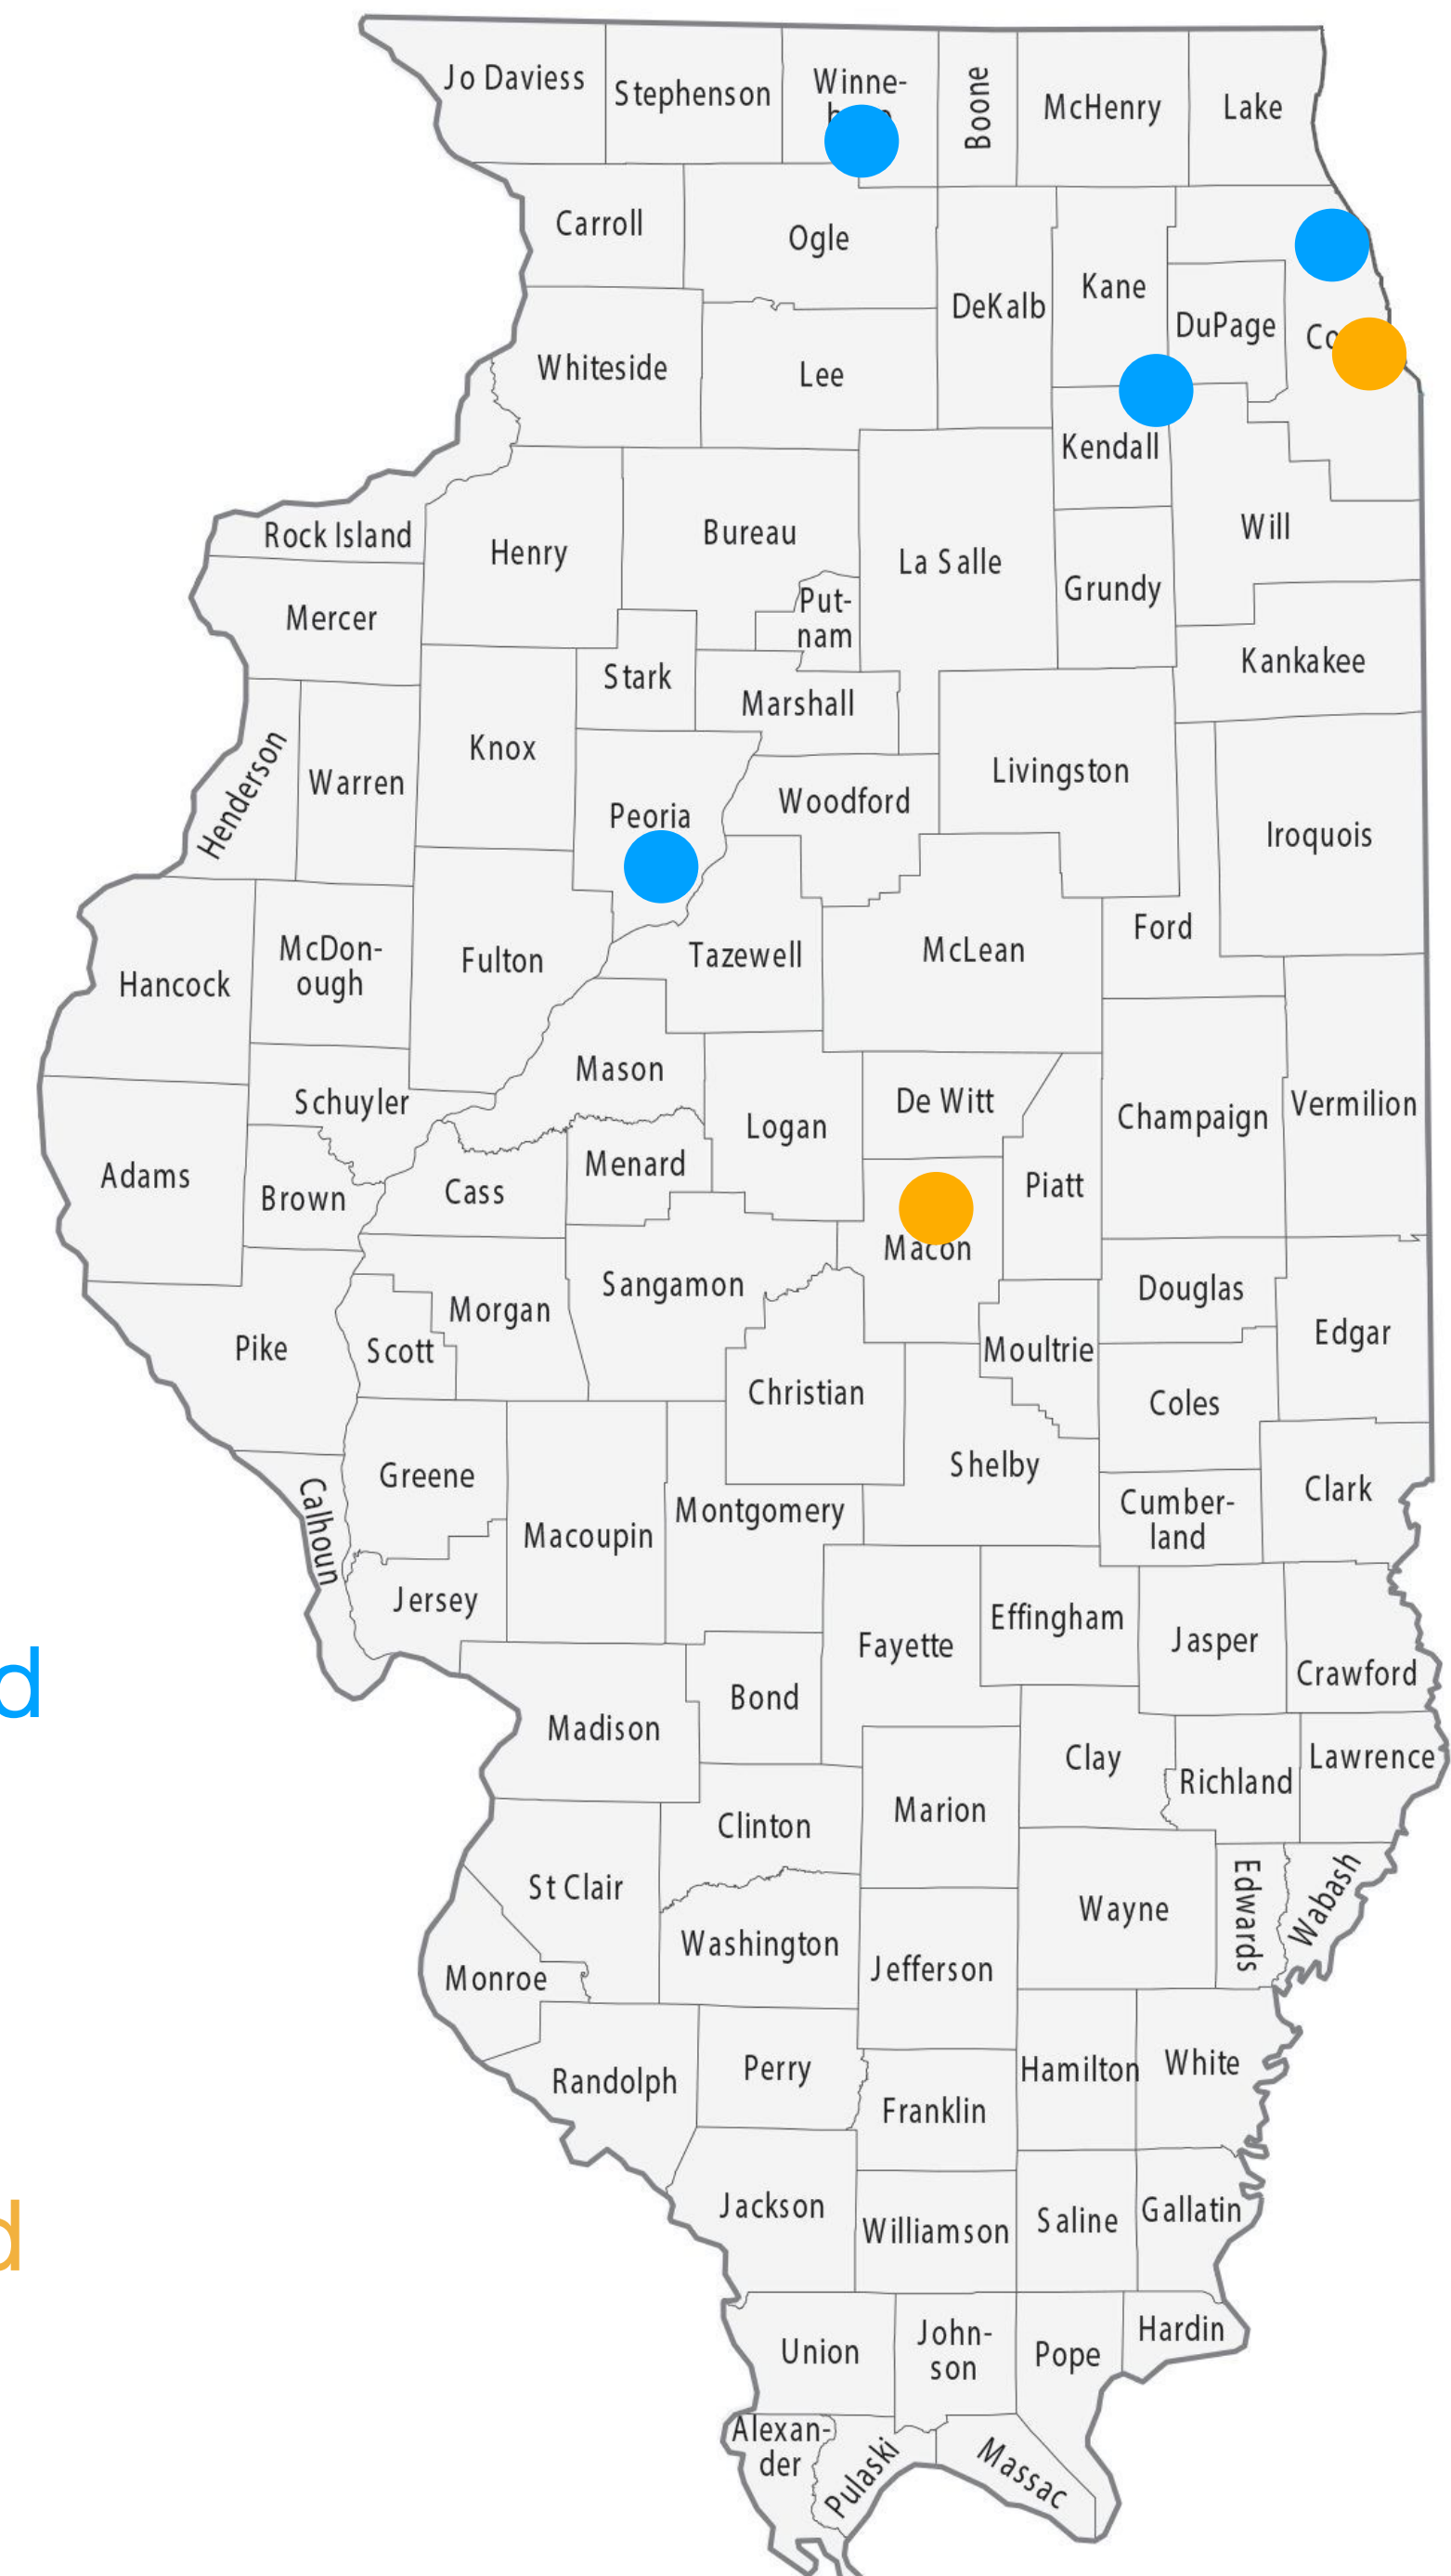 Jo Daviess
Stephenson
Winne-
Boone
McHenry
Lake
Carroll
Ogle
DeKalb
Kane
DuPage
Co
Whiteside
Lee
Kendall
Rock Island
Henry
Bureau
La Salle
Will
Mercer
Put-
nam
Grundy
Kankakee
Stark
Marshall
Henderson
Warren
Knox
Peoria
Woodford
Livingston
Iroquois
Hancock
McDon-
ough
Fulton
Tazewell
McLean
Ford
Schuyler
Mason
Logan
De Witt
Champaign
Vermilion
Adams
Brown
Cass
Menard
Macon
Piatt
Pike
Scott
Morgan
Sangamon
Christian
Moultrie
Douglas
Edgar
Coles
Calhoun
Greene
Macoupin
Montgomery
Shelby
Cumber-
land
Clark
Jersey
Fayette
Effingham
Jasper
Crawford
d
Madison
Bond
Clay
Richland
Lawrence
Clinton
Marion
St Clair
Washington
Wayne
Edwards
Wabash
Monroe
Jefferson
Randolph
Perry
Franklin
Hamilton
White
d
Jackson
Williamson
Saline
Gallatin
Union
John-
son
Pope
Hardin
Alexan-
der
Pulaski
Massac